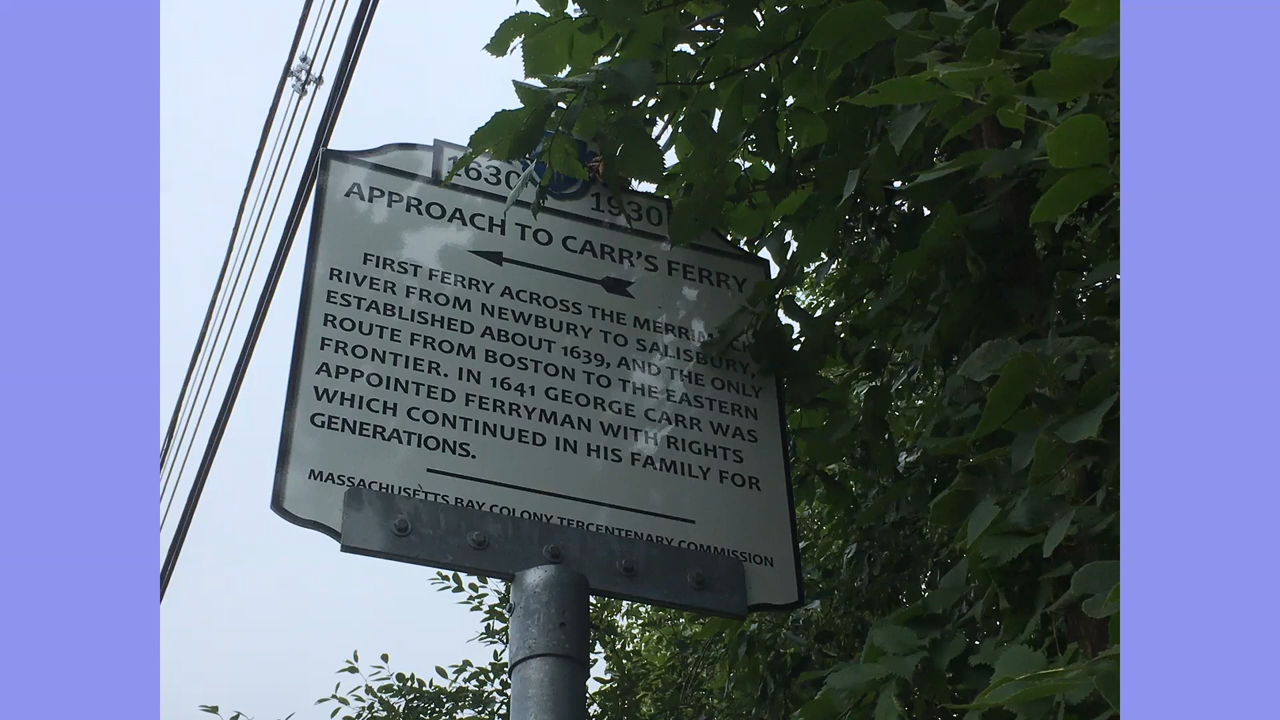 1630
1930
APPROACH TO CARR'S FERRY
FIRST FERRY ACROSS THE MERRIMACK
RIVER FROM NEWBURY TO SALISBURY,
ESTABLISHED ABOUT 1639, AND THE ONLY
ROUTE FROM BOSTON TO THE EASTERN
FRONTIER. IN 1641 GEORGE CARR WAS
APPOINTED FERRYMAN WITH RIGHTS
WHICH CONTINUED IN HIS FAMILY FOR
GENERATIONS.
MASSACHUSETTS BAY COLONY TERCENTENARY COMMISSION